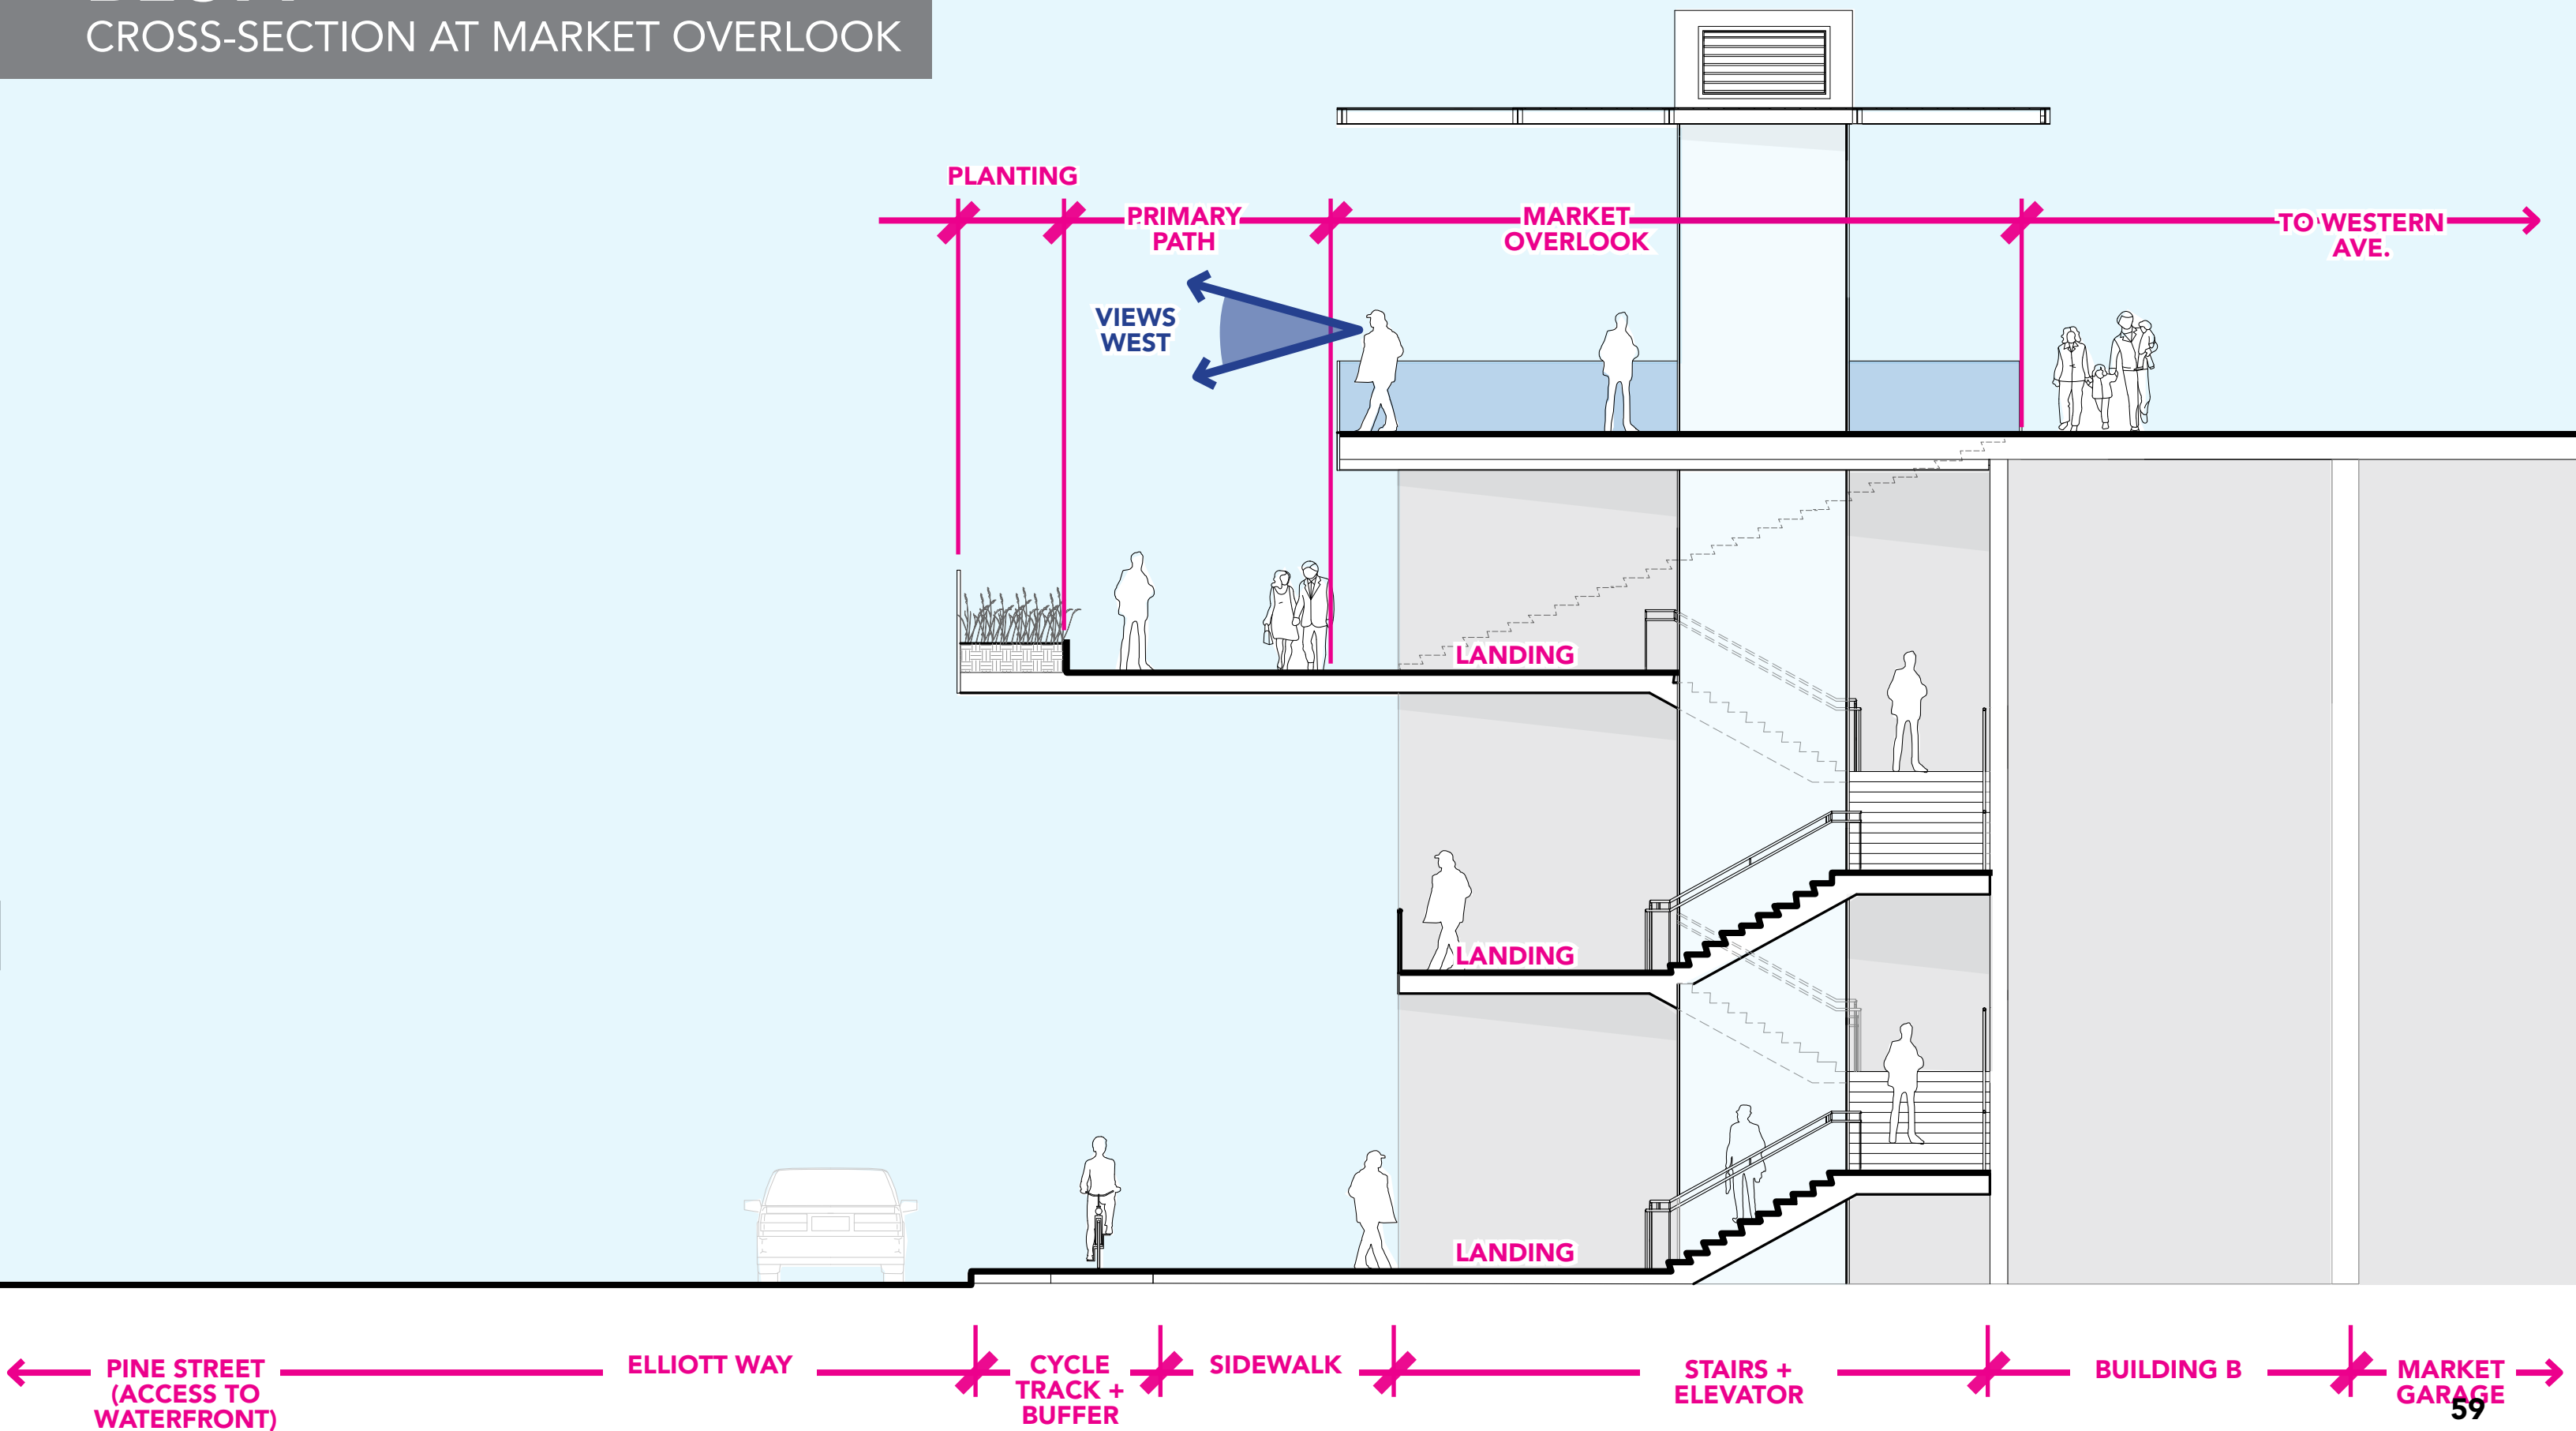 CROSS-SECTION AT MARKET OVERLOOK
PLANTING
PRIMARY
PATH
MARKET
OVERLOOK
TO WESTERN
AVE.
VIEWS
WEST
LANDING
LANDING
LANDING
PINE STREET
(ACCESS TO
WATERFRONT)
ELLIOTT WAY
CYCLE
TRACK +
BUFFER
SIDEWALK
STAIRS +
ELEVATOR
BUILDING B
MARKET
GARAGE
59